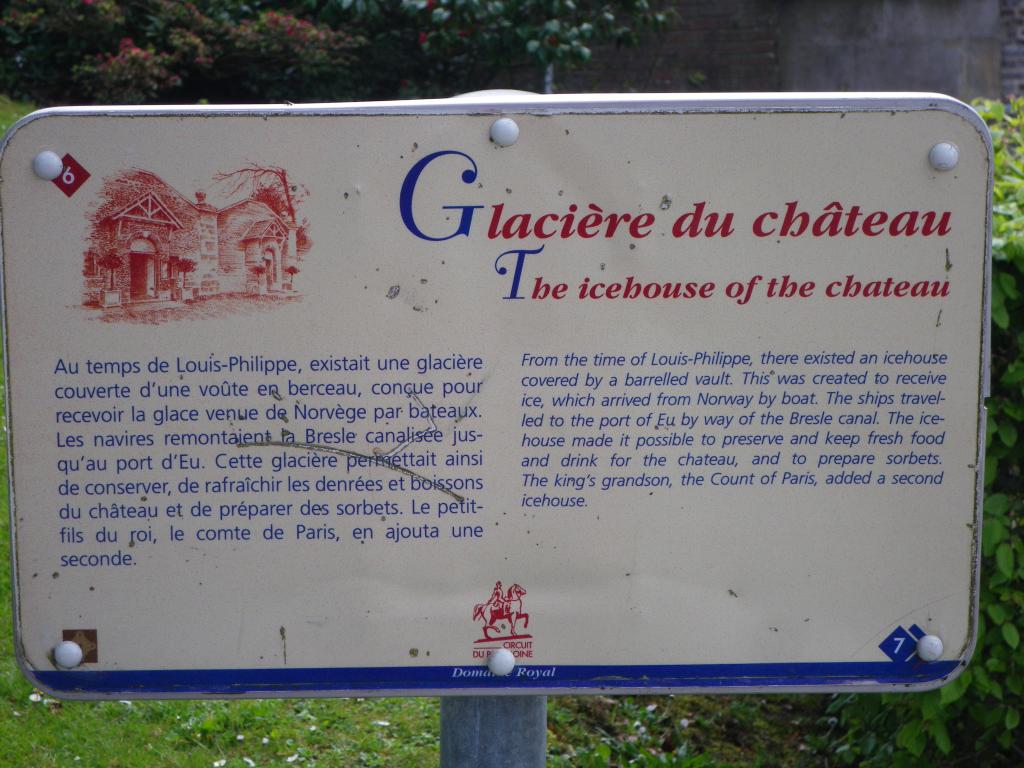 6
Glacière du château
The icehouse of the chateau
Au temps de Louis-Philippe, existait une glacière
couverte d'une voûte en berceau, conçue pour
recevoir la glace venue de Norvège par bateaux.
Les navires remontaient la Bresle canalisée jus-
qu'au port d'Eu. Cette glacière permettait ainsi
de conserver, de rafraîchir les denrées et boissons
du château et de préparer des sorbets. Le petit-
fils du roi, le comte de Paris, en ajouta une
seconde.
From the time of Louis-Philippe, there existed an icehouse
covered by a barrelled vault. This was created to receive
ice, which arrived from Norway by boat. The ships travel-
led to the port of Eu by way of the Bresle canal. The ice-
house made it possible to preserve and keep fresh food
and drink for the chateau, and to prepare sorbets.
The king's grandson, the Count of Paris, added a second
icehouse.
CIRCUIT
DU PATRIMOINE
Domaine Royal
7